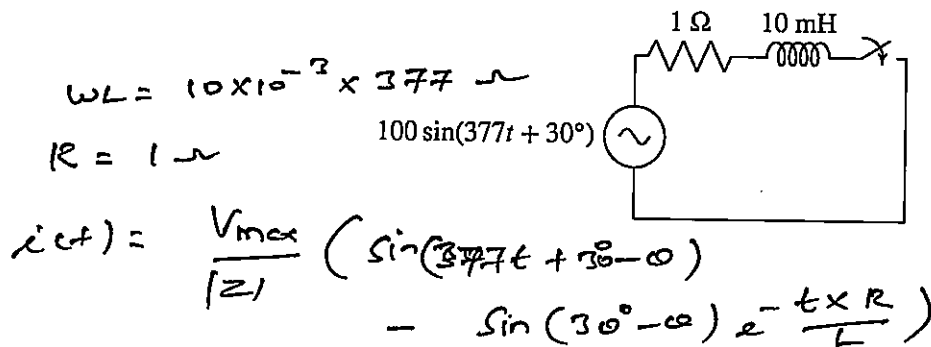 1 Ω 10 mH
ωL = 10×10⁻³ × 377 Ω
100 sin(377t + 30°)
R = 1 Ω
i(t) = Vmax/|Z| ( sin(377t + 30° - θ)
- sin(30° - θ) e^(- t×R/L) )